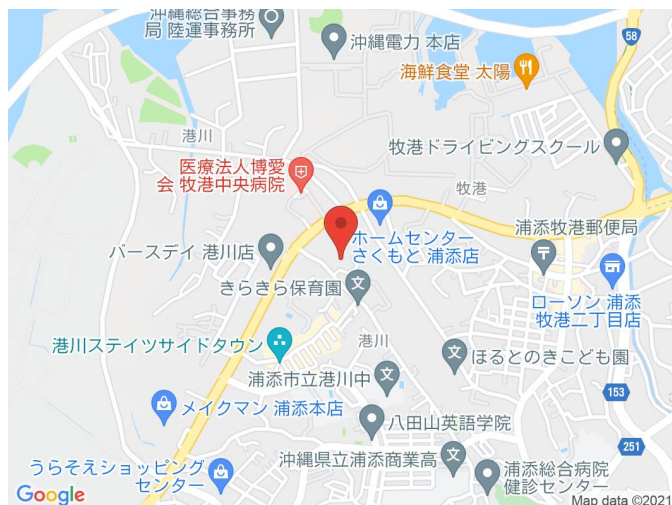 沖縄総合事務
局 陸運事務所
沖縄電力 本店
58
海鮮食堂 太陽
港川
牧港ドライビングスクール
医療法人博愛
会 牧港中央病院
牧港
浦添牧港郵便局
ホームセンター
さくもと 浦添店
バースデイ 港川店
きらきら保育園
ローソン 浦添
牧港二丁目店
港川ステイツサイドタウン
港川
ほるとのきこども園
浦添市立港川中
153
メイクマン 浦添本店
八田山英語学院
251
沖縄県立浦添商業高
うらそえショッピング
センター
浦添総合病院
健診センター
Google
Map data ©2021